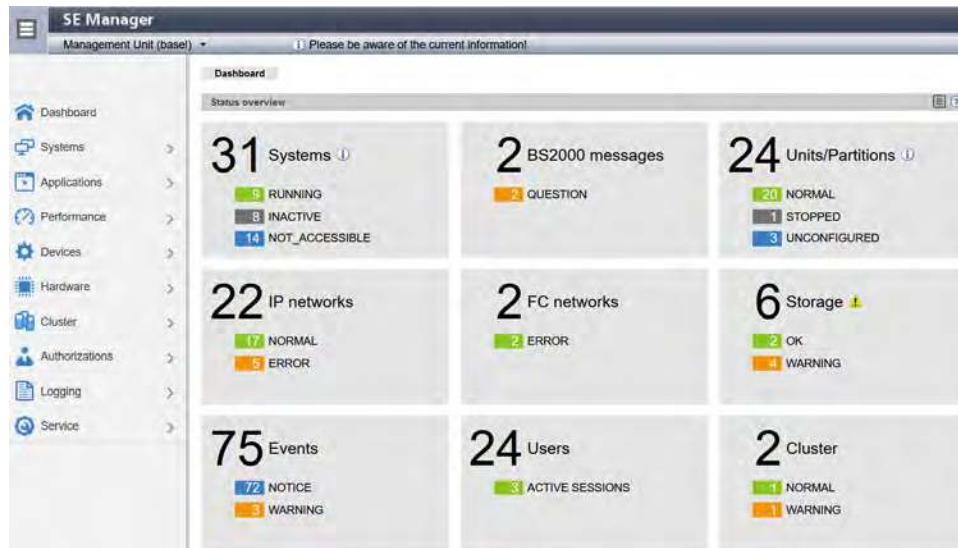 SE Manager
Management Unit (basel)
Please be aware of the current information!
Dashboard
Status overview
Dashboard
Systems
Applications
Performance
Devices
Hardware
Cluster
Authorizations
Logging
Service
31 Systems
9 RUNNING
8 INACTIVE
14 NOT_ACCESSIBLE
2 BS2000 messages
2 QUESTION
24 Units/Partitions
20 NORMAL
1 STOPPED
3 UNCONFIGURED
22 IP networks
17 NORMAL
5 ERROR
2 FC networks
2 ERROR
6 Storage
2 OK
4 WARNING
75 Events
72 NOTICE
3 WARNING
24 Users
3 ACTIVE SESSIONS
2 Cluster
1 NORMAL
1 WARNING